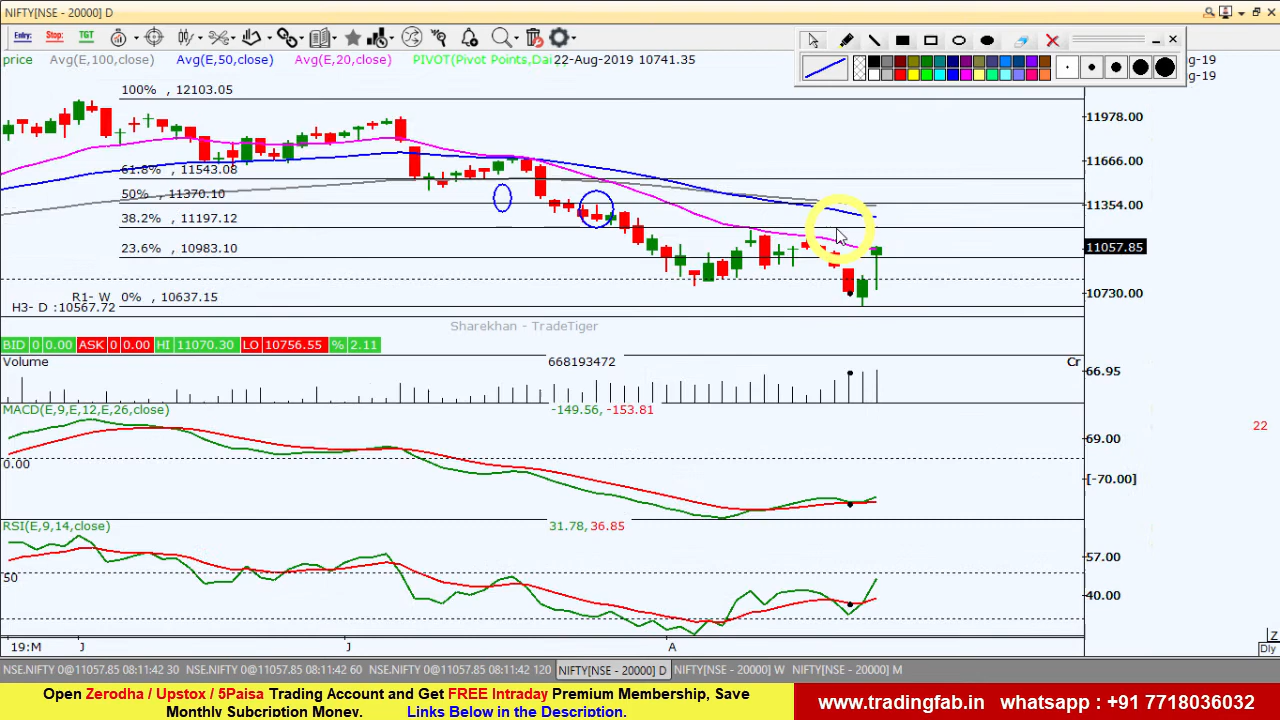 NIFTY[NSE - 20000] D
Entry: Stop: TGT
price Avg(E,100,close) Avg(E,50,close) Avg(E,20,close) PIVOT(Pivot Points,Dai 22-Aug-2019 10741.35
g-19
g-19
100% , 12103.05
61.8% , 11543.08
50% , 11370.10
38.2% , 11197.12
23.6% , 10983.10
R1- W 0% , 10637.15
H3- D :10567.72
11978.00
11666.00
11354.00
11057.85
10730.00
Sharekhan - TradeTiger
BID 0 0.00 ASK 0 0.00 HI 11070.30 LO 10756.55 % 2.11
Volume 668193472 Cr
66.95
MACD(E,9,E,12,E,26,close) -149.56, -153.81
69.00
0.00
[-70.00]
22
RSI(E,9,14,close) 31.78, 36.85
57.00
50
40.00
19:M J J A
Z
Dly
NSE.NIFTY 0@11057.85 08:11:42 30 NSE.NIFTY 0@11057.85 08:11:42 60 NSE.NIFTY 0@11057.85 08:11:42 120 NIFTY[NSE - 20000] D NIFTY[NSE - 20000] W NIFTY[NSE - 20000] M
Open Zerodha / Upstox / 5Paisa Trading Account and Get FREE Intraday Premium Membership, Save
Monthly Subcription Money. Links Below in the Description.
www.tradingfab.in whatsapp : +91 7718036032